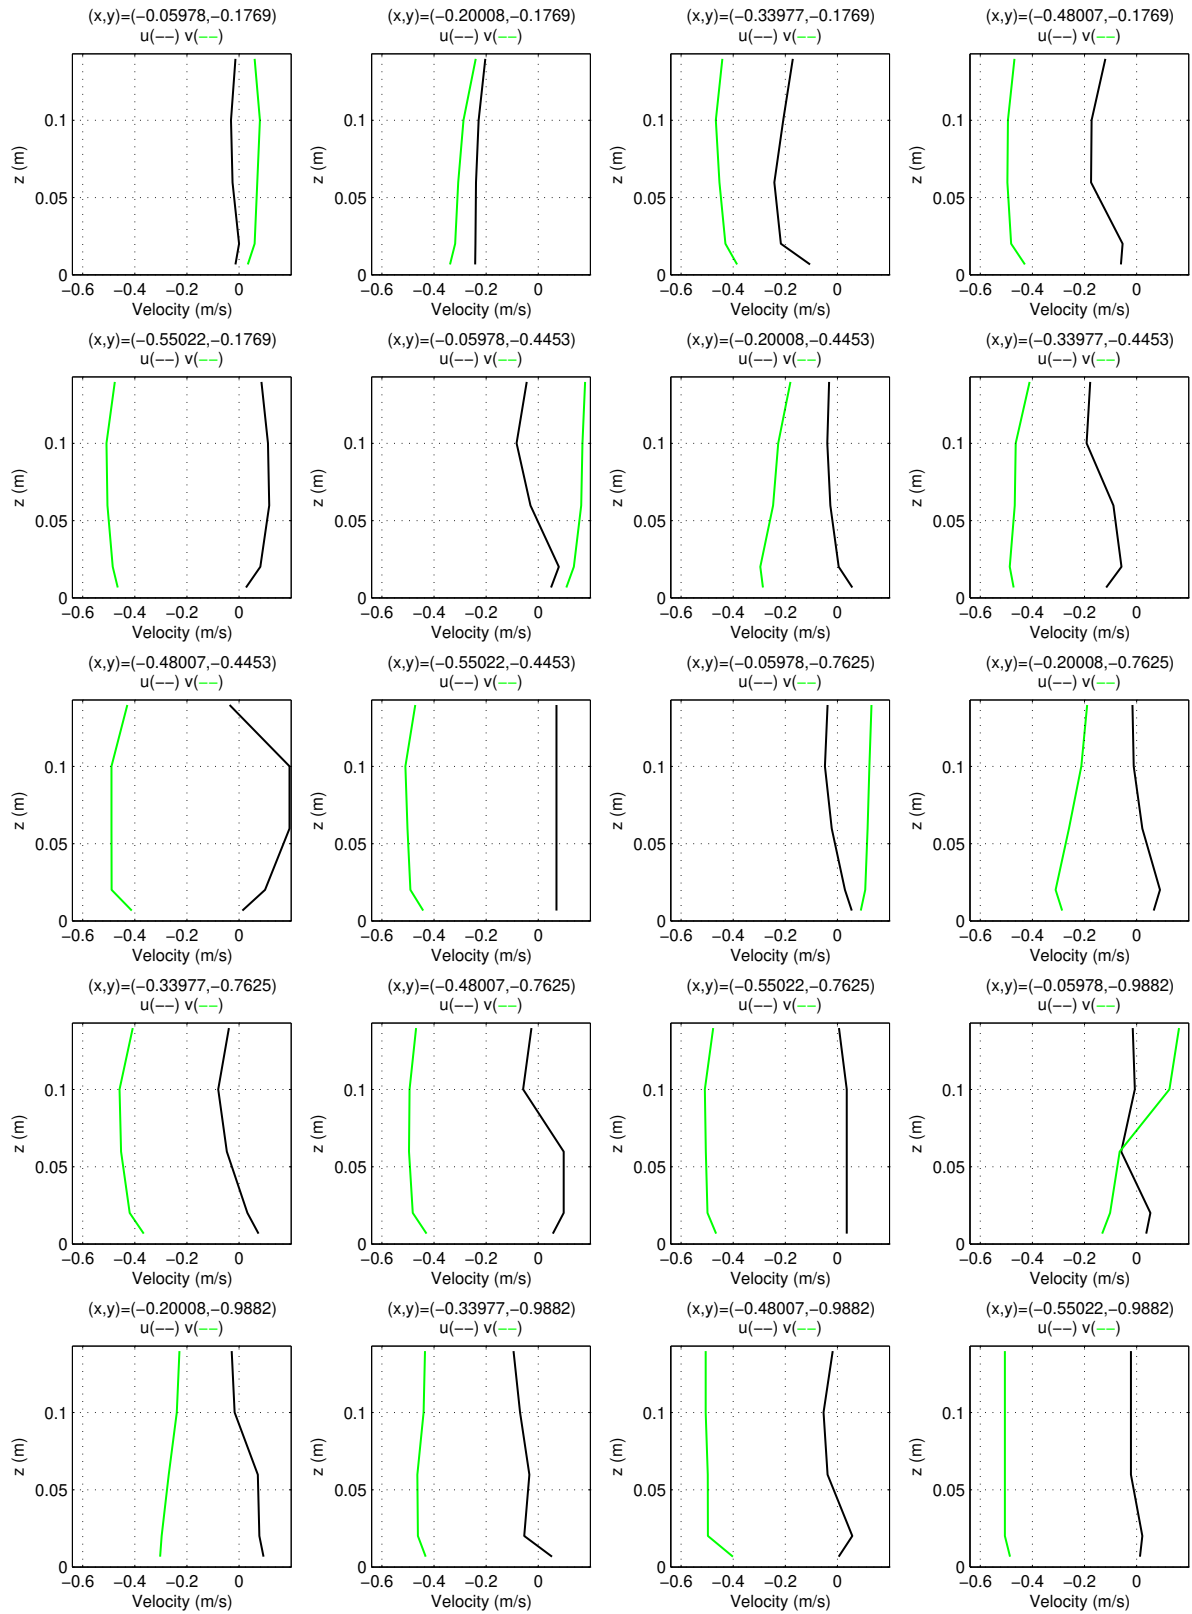 (x,y)=(−0.05978,−0.1769)
u(−−) v(−−)
z (m)
0.1
0.05
0
−0.6 −0.4 −0.2 0
Velocity (m/s)
(x,y)=(−0.20008,−0.1769)
u(−−) v(−−)
z (m)
0.1
0.05
0
−0.6 −0.4 −0.2 0
Velocity (m/s)
(x,y)=(−0.33977,−0.1769)
u(−−) v(−−)
z (m)
0.1
0.05
0
−0.6 −0.4 −0.2 0
Velocity (m/s)
(x,y)=(−0.48007,−0.1769)
u(−−) v(−−)
z (m)
0.1
0.05
0
−0.6 −0.4 −0.2 0
Velocity (m/s)
(x,y)=(−0.55022,−0.1769)
u(−−) v(−−)
z (m)
0.1
0.05
0
−0.6 −0.4 −0.2 0
Velocity (m/s)
(x,y)=(−0.05978,−0.4453)
u(−−) v(−−)
z (m)
0.1
0.05
0
−0.6 −0.4 −0.2 0
Velocity (m/s)
(x,y)=(−0.20008,−0.4453)
u(−−) v(−−)
z (m)
0.1
0.05
0
−0.6 −0.4 −0.2 0
Velocity (m/s)
(x,y)=(−0.33977,−0.4453)
u(−−) v(−−)
z (m)
0.1
0.05
0
−0.6 −0.4 −0.2 0
Velocity (m/s)
(x,y)=(−0.48007,−0.4453)
u(−−) v(−−)
z (m)
0.1
0.05
0
−0.6 −0.4 −0.2 0
Velocity (m/s)
(x,y)=(−0.55022,−0.4453)
u(−−) v(−−)
z (m)
0.1
0.05
0
−0.6 −0.4 −0.2 0
Velocity (m/s)
(x,y)=(−0.05978,−0.7625)
u(−−) v(−−)
z (m)
0.1
0.05
0
−0.6 −0.4 −0.2 0
Velocity (m/s)
(x,y)=(−0.20008,−0.7625)
u(−−) v(−−)
z (m)
0.1
0.05
0
−0.6 −0.4 −0.2 0
Velocity (m/s)
(x,y)=(−0.33977,−0.7625)
u(−−) v(−−)
z (m)
0.1
0.05
0
−0.6 −0.4 −0.2 0
Velocity (m/s)
(x,y)=(−0.48007,−0.7625)
u(−−) v(−−)
z (m)
0.1
0.05
0
−0.6 −0.4 −0.2 0
Velocity (m/s)
(x,y)=(−0.55022,−0.7625)
u(−−) v(−−)
z (m)
0.1
0.05
0
−0.6 −0.4 −0.2 0
Velocity (m/s)
(x,y)=(−0.05978,−0.9882)
u(−−) v(−−)
z (m)
0.1
0.05
0
−0.6 −0.4 −0.2 0
Velocity (m/s)
(x,y)=(−0.20008,−0.9882)
u(−−) v(−−)
z (m)
0.1
0.05
0
−0.6 −0.4 −0.2 0
Velocity (m/s)
(x,y)=(−0.33977,−0.9882)
u(−−) v(−−)
z (m)
0.1
0.05
0
−0.6 −0.4 −0.2 0
Velocity (m/s)
(x,y)=(−0.48007,−0.9882)
u(−−) v(−−)
z (m)
0.1
0.05
0
−0.6 −0.4 −0.2 0
Velocity (m/s)
(x,y)=(−0.55022,−0.9882)
u(−−) v(−−)
z (m)
0.1
0.05
0
−0.6 −0.4 −0.2 0
Velocity (m/s)